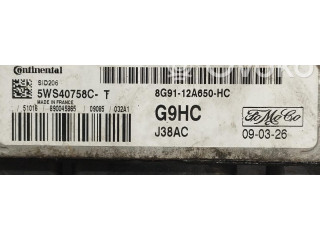 Continental
SID206
5WS40758C- T
8G91-12A650-HC
MADE IN FRANCE
G9HC
J38AC
FoMoCo
09-03-26